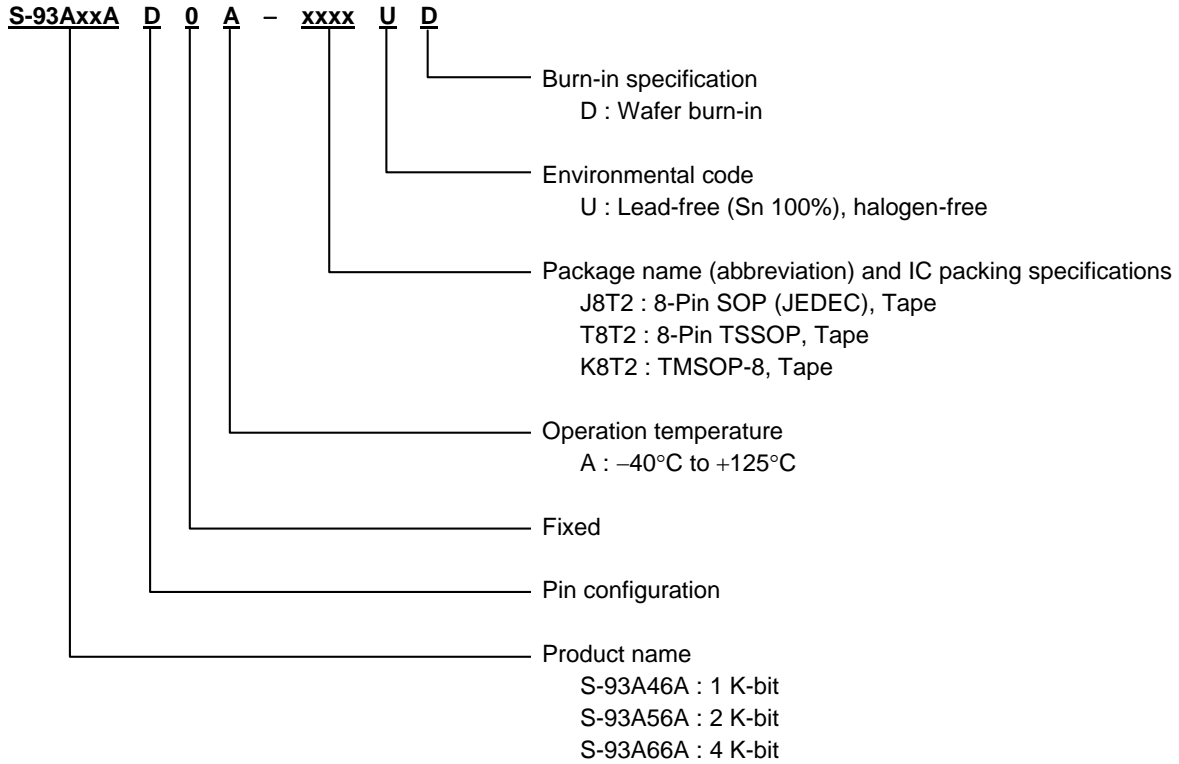 S-93AxxA D 0 A – xxxx U D
Burn-in specification
D : Wafer burn-in
Environmental code
U : Lead-free (Sn 100%), halogen-free
Package name (abbreviation) and IC packing specifications
J8T2 : 8-Pin SOP (JEDEC), Tape
T8T2 : 8-Pin TSSOP, Tape
K8T2 : TMSOP-8, Tape
Operation temperature
A : −40°C to +125°C
Fixed
Pin configuration
Product name
S-93A46A : 1 K-bit
S-93A56A : 2 K-bit
S-93A66A : 4 K-bit